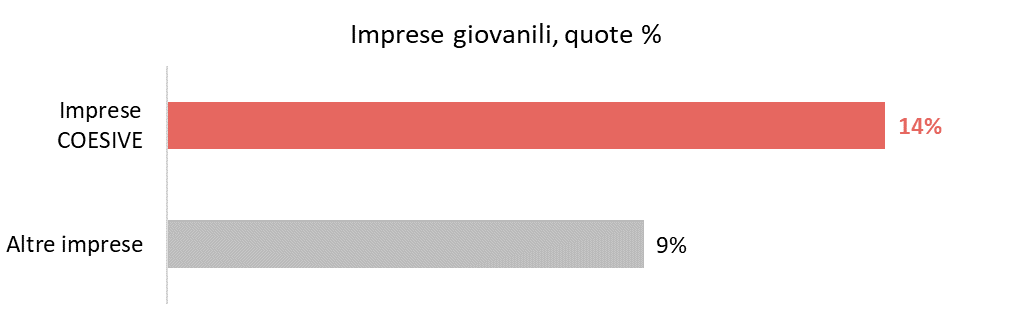 Imprese giovanili, quote %
Imprese
COESIVE
14%
Altre imprese
9%